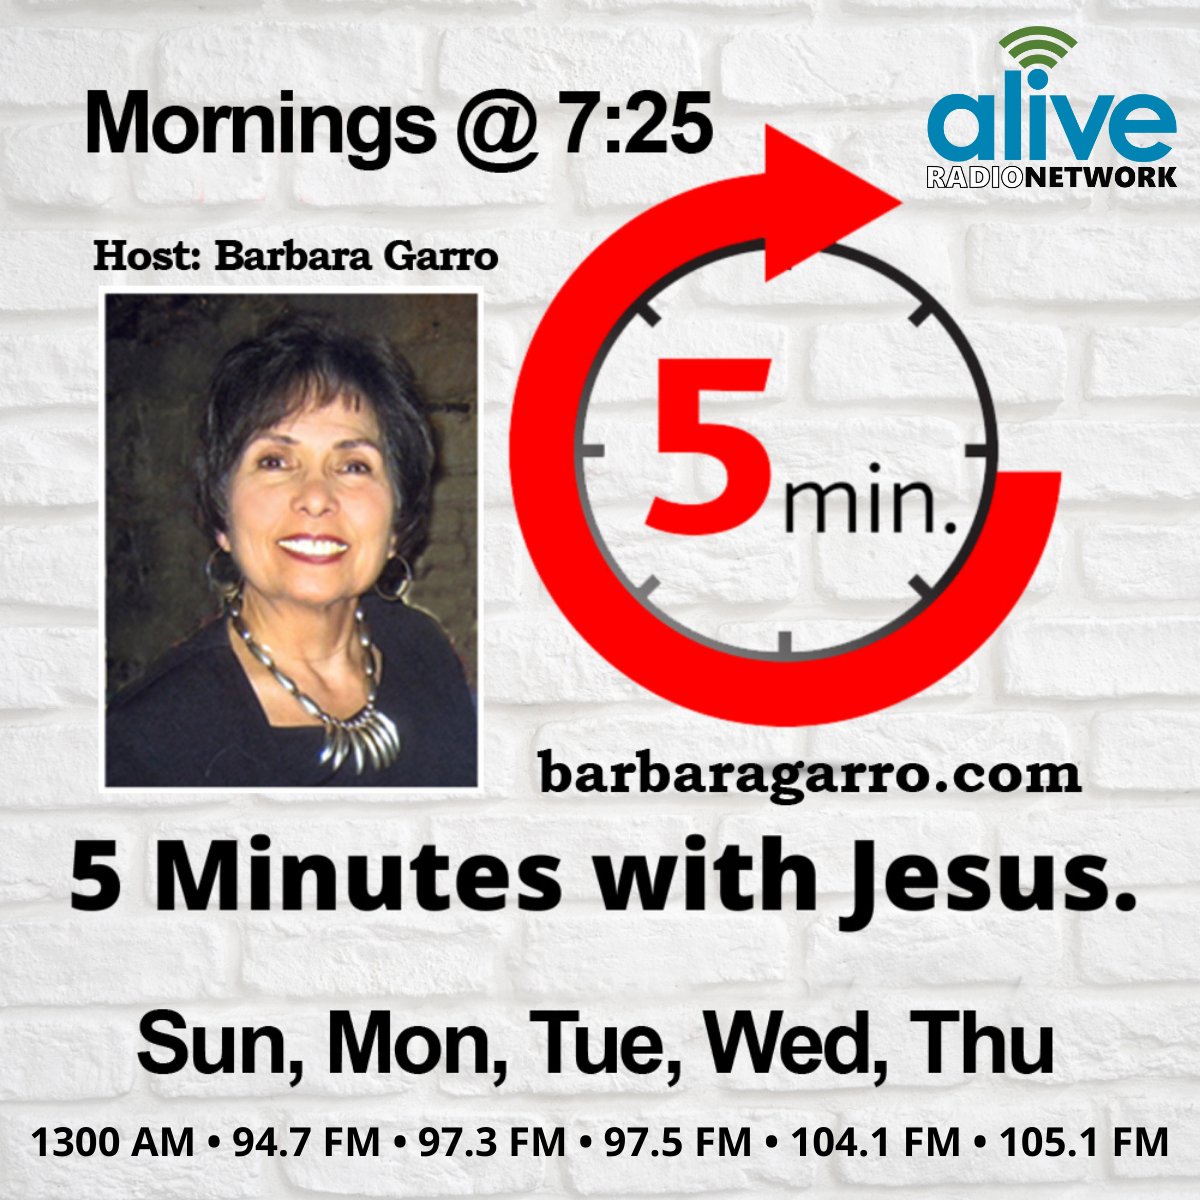 Mornings @ 7:25
alive
RADIONETWORK
Host: Barbara Garro
5 min.
barbaragarro.com
5 Minutes with Jesus.
Sun, Mon, Tue, Wed, Thu
1300 AM • 94.7 FM • 97.3 FM • 97.5 FM • 104.1 FM • 105.1 FM